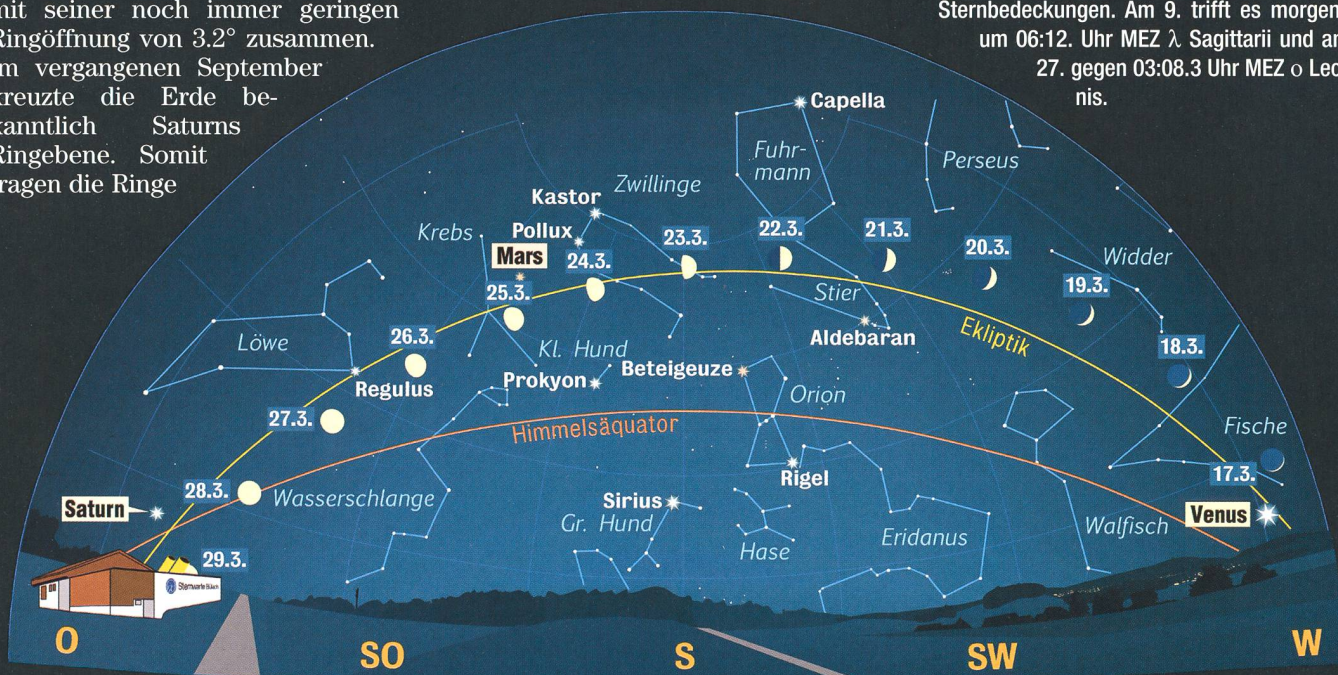 mit seiner noch immer geringen
Ringöffnung von 3.2° zusammen.
Im vergangenen September
kreuzte die Erde be-
kanntlich Saturns
Ringebene. Somit
ragen die Ringe
Sternbedeckungen. Am 9. trifft es morgen
um 06:12. Uhr MEZ λ Sagittarii und
27. gegen 03:08.3 Uhr MEZ ο Leo
nis.
Capella
Fuhr-
mann
Perseus
Kastor
Zwillinge
Pollux
Krebs
Mars
23.3.
22.3.
21.3.
24.3.
20.3.
Widder
25.3.
19.3.
Stier
Aldebaran
Ekliptik
26.3.
18.3.
Löwe
Kl. Hund
Regulus
Prokyon
Beteigeuze
Orion
27.3.
Himmelsäquator
Fische
Rigel
17.3.
28.3.
Wasserschlange
Saturn
Sirius
Gr. Hund
Hase
Eridanus
Walfisch
Venus
29.3.
Sternwarte Bülach
O
SO
S
SW
W